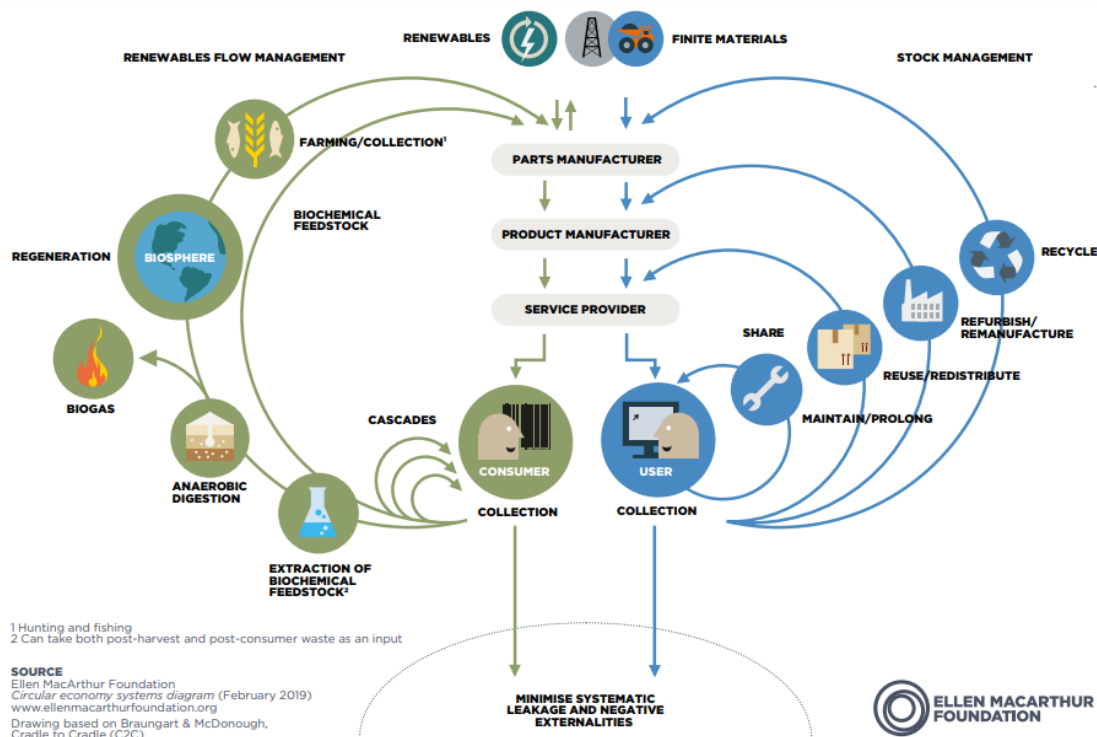 RENEWABLES
FINITE MATERIALS
RENEWABLES FLOW MANAGEMENT
STOCK MANAGEMENT
FARMING/COLLECTION¹
PARTS MANUFACTURER
BIOCHEMICAL
FEEDSTOCK
PRODUCT MANUFACTURER
REGENERATION
BIOSPHERE
RECYCLE
SERVICE PROVIDER
SHARE
REFURBISH/
REMANUFACTURE
REUSE/REDISTRIBUTE
BIOGAS
CASCADES
MAINTAIN/PROLONG
CONSUMER
USER
ANAEROBIC
DIGESTION
COLLECTION
COLLECTION
EXTRACTION OF
BIOCHEMICAL
FEEDSTOCK²
1 Hunting and fishing
2 Can take both post-harvest and post-consumer waste as an input
SOURCE
Ellen MacArthur Foundation
Circular economy systems diagram (February 2019)
www.ellenmacarthurfoundation.org
Drawing based on Braungart & McDonough,
Cradle to Cradle (C2C)
MINIMISE SYSTEMATIC
LEAKAGE AND NEGATIVE
EXTERNALITIES
ELLEN MACARTHUR
FOUNDATION